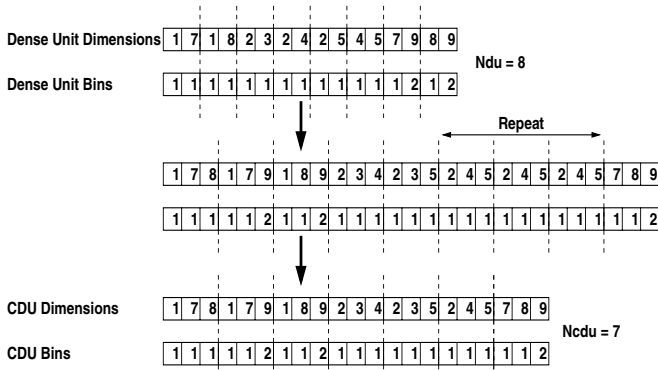 Dense Unit Dimensions 1 7 1 8 2 3 2 4 2 5 4 5 7 9 8 9
Ndu = 8
Dense Unit Bins 1 1 1 1 1 1 1 1 1 1 1 1 1 2 1 2
Repeat
1 7 8 1 7 9 1 8 9 2 3 4 2 3 5 2 4 5 2 4 5 2 4 5 7 8 9
1 1 1 1 1 2 1 1 2 1 1 1 1 1 1 1 1 1 1 1 1 1 1 1 1 1 2
CDU Dimensions 1 7 8 1 7 9 1 8 9 2 3 4 2 3 5 2 4 5 7 8 9
Ncdu = 7
CDU Bins 1 1 1 1 1 2 1 1 2 1 1 1 1 1 1 1 1 1 1 1 2